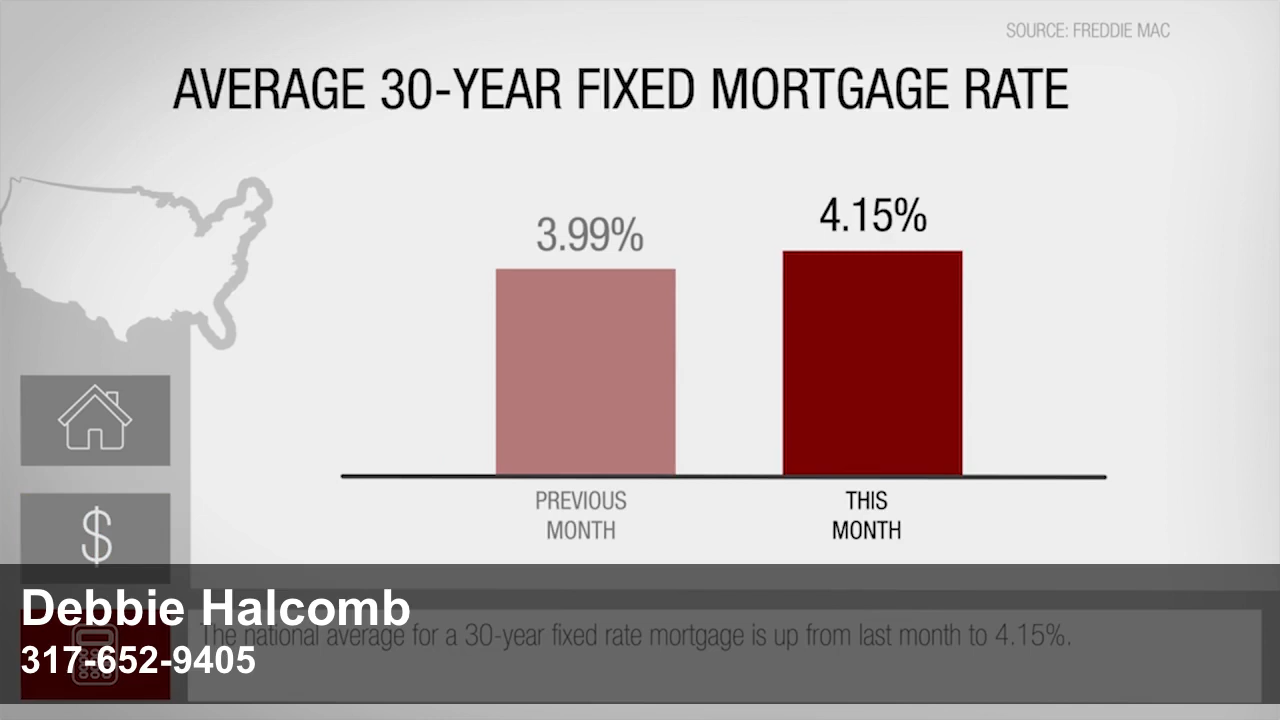 SOURCE: FREDDIE MAC
AVERAGE 30-YEAR FIXED MORTGAGE RATE
3.99%
4.15%
PREVIOUS
MONTH
THIS
MONTH
$
Debbie Halcomb
The national average for a 30-year fixed rate mortgage is up from last month to 4.15%.
317-652-9405